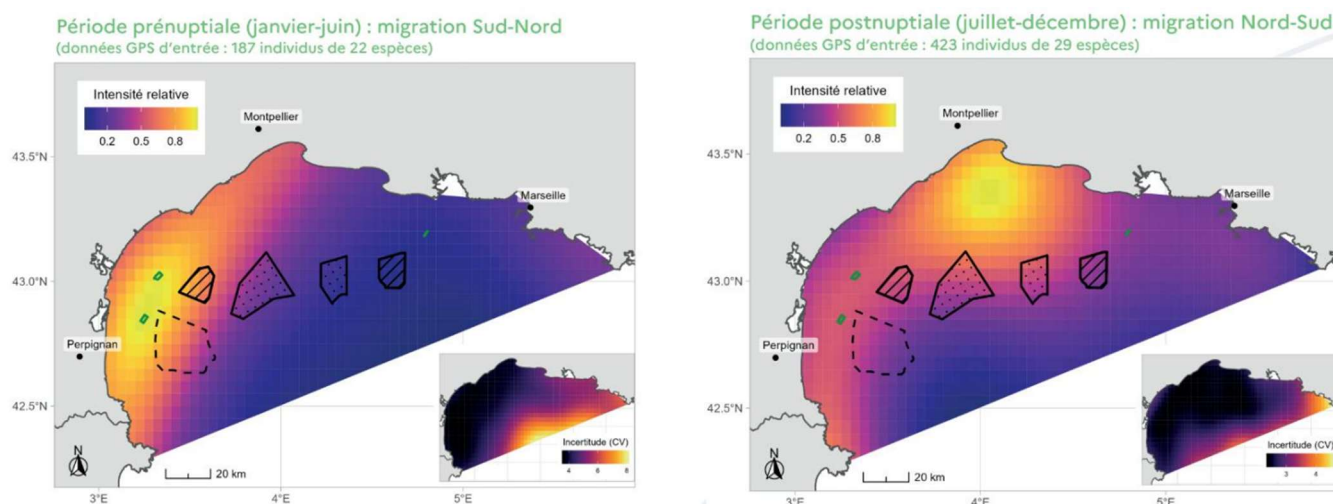 Période prénuptiale (janvier-juin) : migration Sud-Nord
(données GPS d'entrée : 187 individus de 22 espèces)
Intensité relative
0.2 0.5 0.8
Montpellier
43.5°N
Marseille
43.0°N
Perpignan
42.5°N
N
20 km
Incertitude (CV)
4 6 8
3°E 4°E 5°E
Période postnuptiale (juillet-décembre) : migration Nord-Sud
(données GPS d'entrée : 423 individus de 29 espèces)
Intensité relative
0.2 0.5 0.8
Montpellier
43.5°N
Marseille
43.0°N
Perpignan
42.5°N
N
20 km
Incertitude (CV)
3
3°E 4°E 5°E